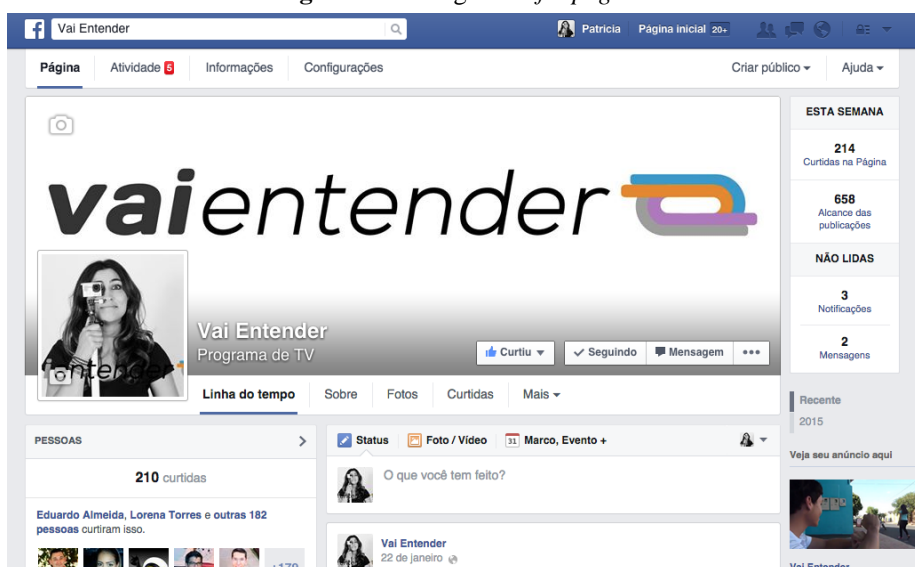 Vai Entender
Patricia
Página inicial 20+
Página
Atividade 5
Informações
Configurações
Criar público
Ajuda
vaientender
entender
Vai Entender
Programa de TV
Curtiu
Seguindo
Mensagem
Linha do tempo
Sobre
Fotos
Curtidas
Mais
ESTA SEMANA
214
Curtidas na Página
658
Alcance das
publicações
NÃO LIDAS
3
Notificações
2
Mensagens
Recente
2015
Veja seu anúncio aqui
PESSOAS
210 curtidas
Eduardo Almeida, Lorena Torres e outras 182
pessoas curtiram isso.
Status
Foto / Vídeo
31 Marco, Evento +
O que você tem feito?
Vai Entender
22 de janeiro
Vai Entender